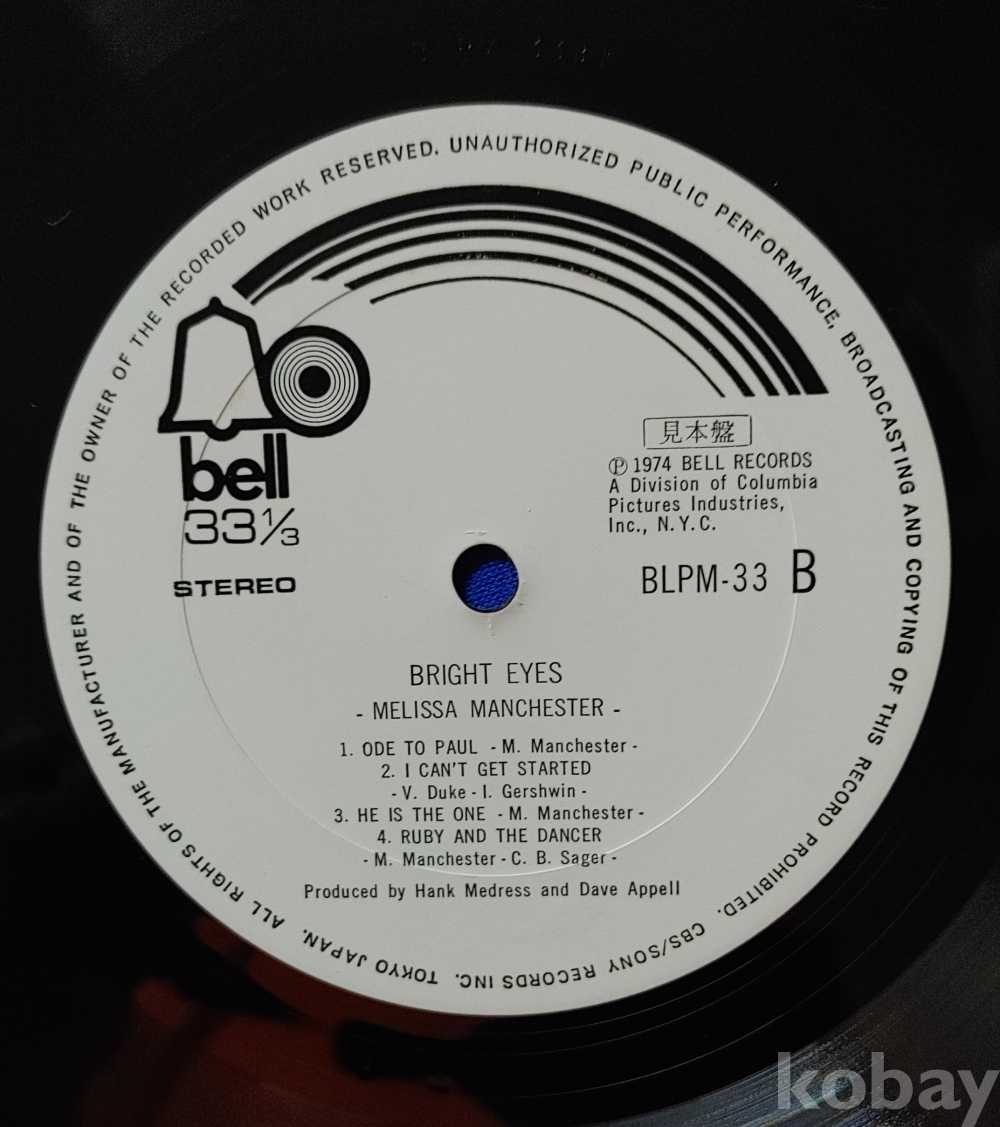 ALL RIGHTS OF THE MANUFACTURER AND OF THE OWNER OF THE RECORDED WORK RESERVED. UNAUTHORIZED PUBLIC PERFORMANCE, BROADCASTING AND COPYING OF THIS RECORD PROHIBITED. CBS/SONY RECORDS INC. TOKYO JAPAN.
bell
33⅓
STEREO
見本盤
℗ 1974 BELL RECORDS
A Division of Columbia
Pictures Industries,
Inc., N.Y.C.
BLPM-33 B
BRIGHT EYES
- MELISSA MANCHESTER -
1. ODE TO PAUL - M. Manchester -
2. I CAN'T GET STARTED
- V. Duke - I. Gershwin -
3. HE IS THE ONE - M. Manchester -
4. RUBY AND THE DANCER
- M. Manchester - C. B. Sager -
Produced by Hank Medress and Dave Appell
kobay